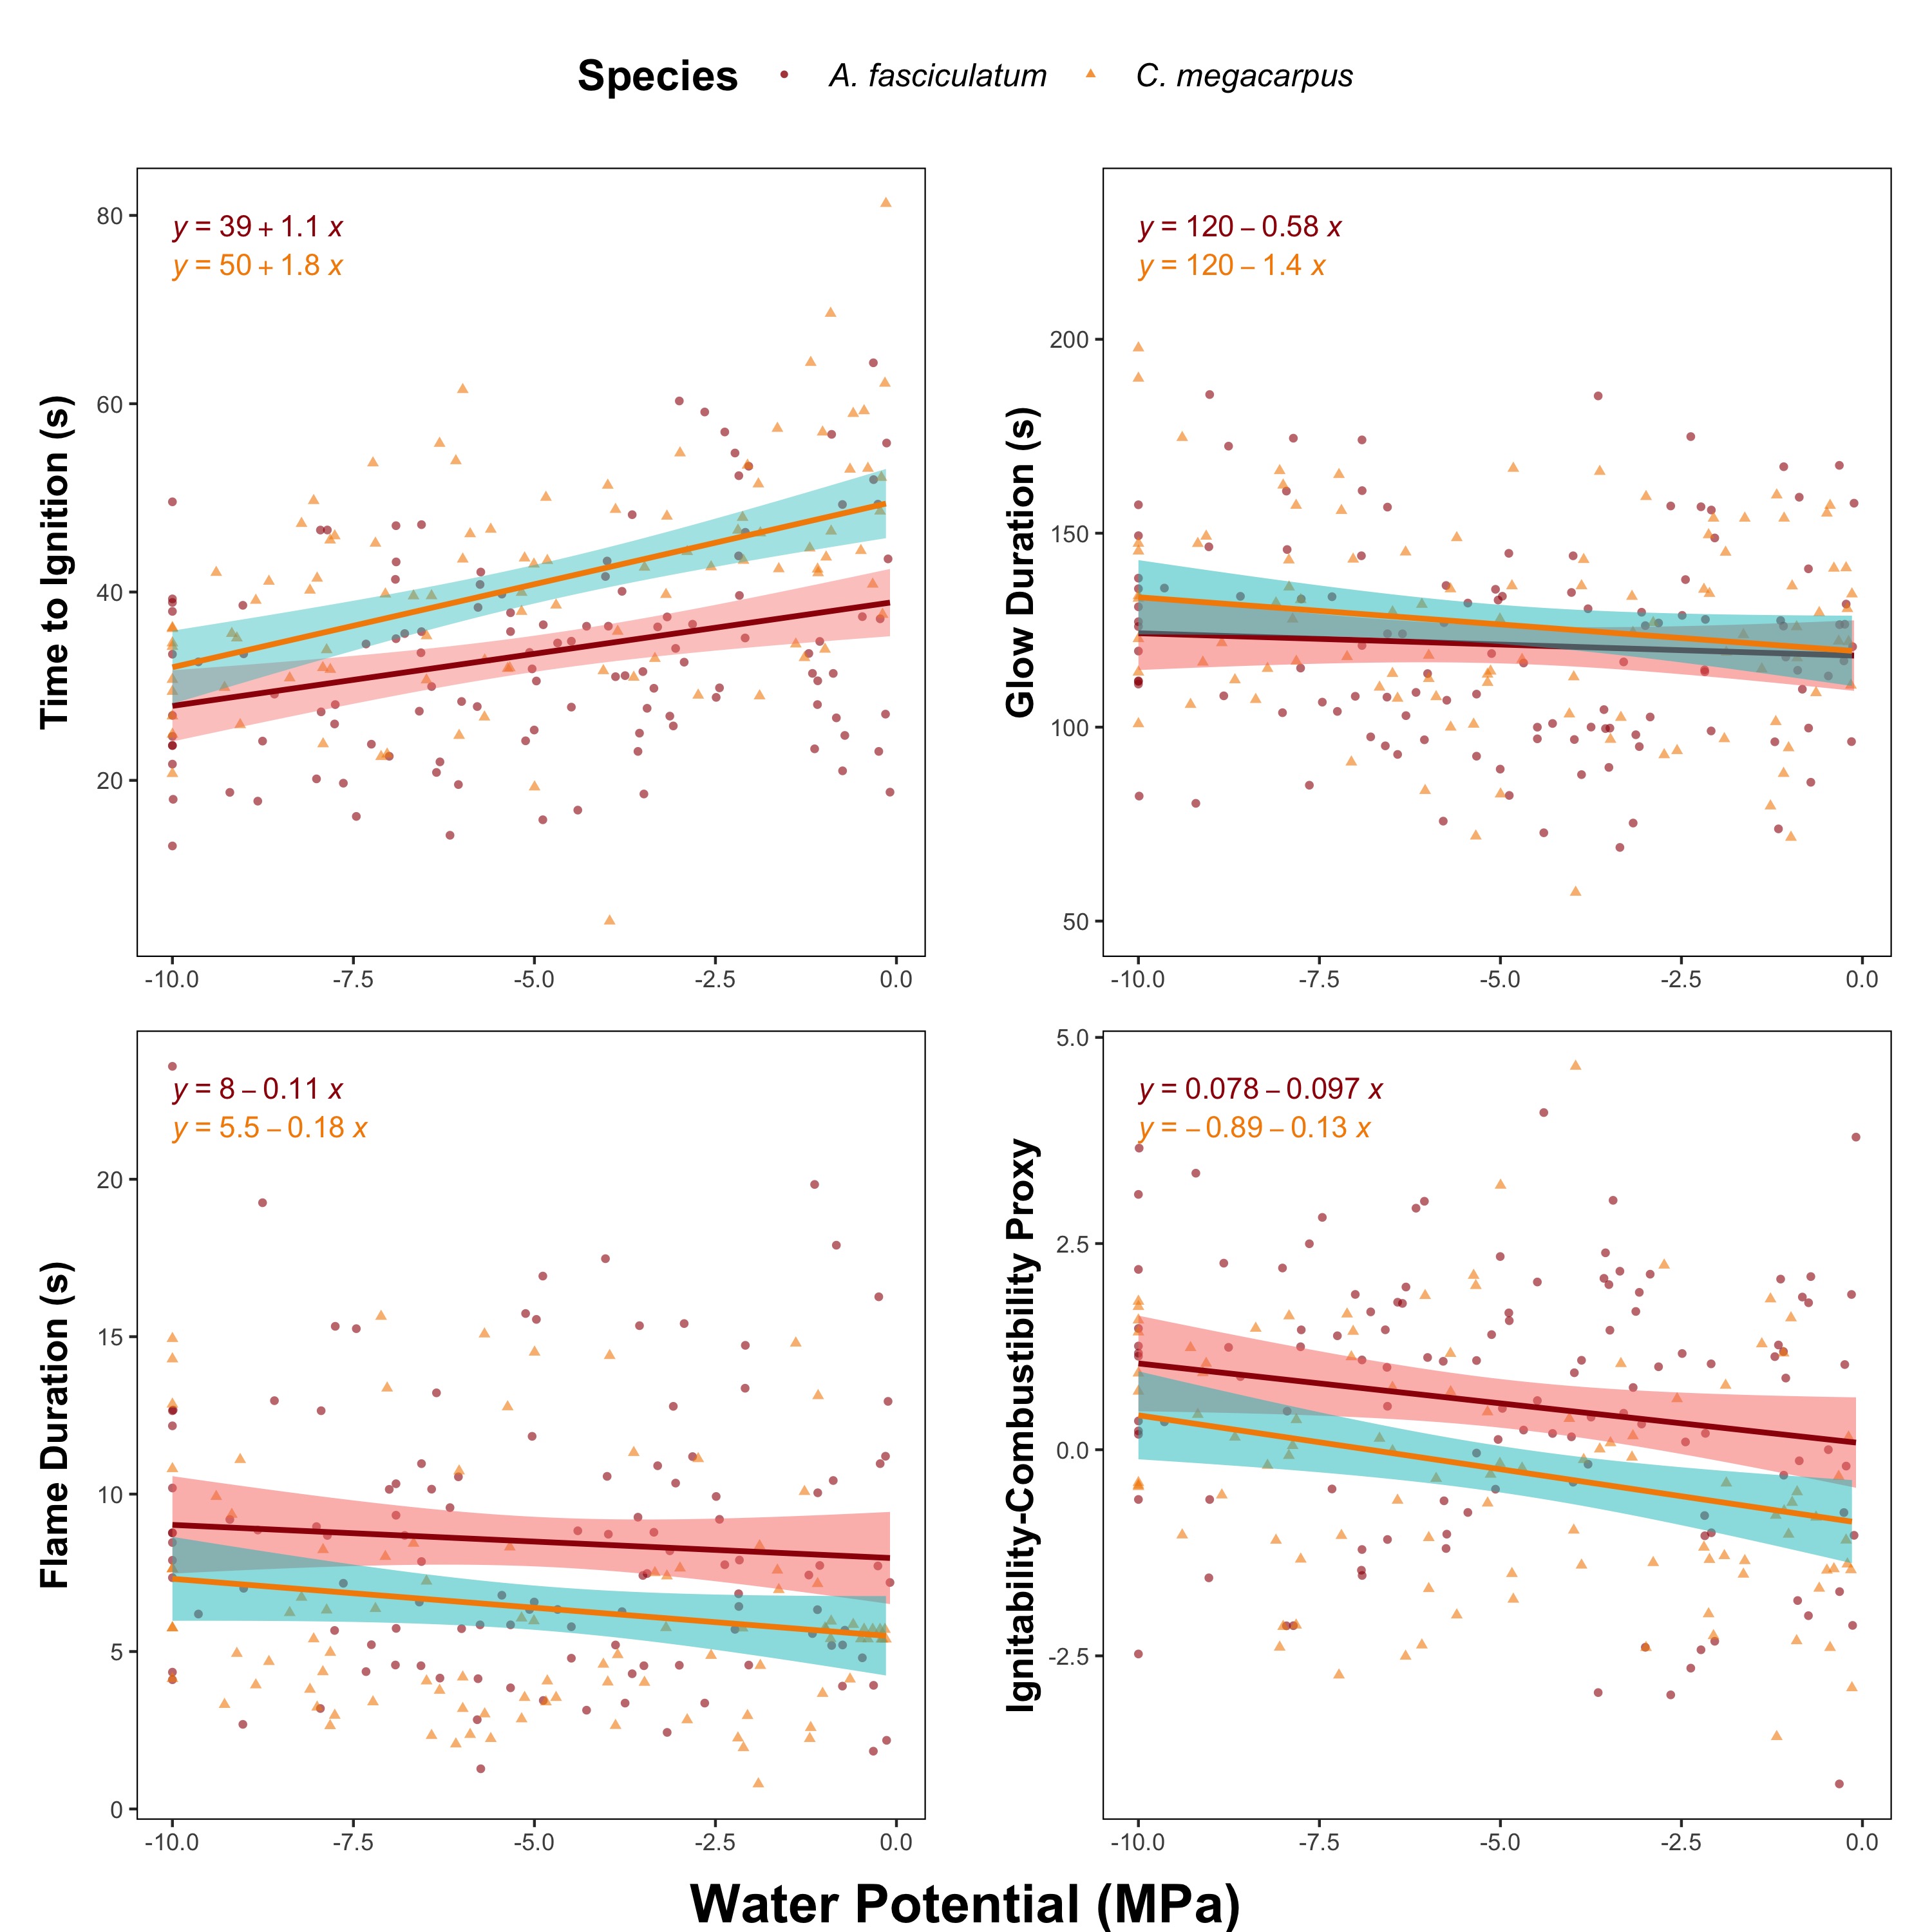 Species A. fasciculatum C. megacarpus
Time to Ignition (s)
80
60
40
20
y = 39 + 1.1 x
y = 50 + 1.8 x
-10.0 -7.5 -5.0 -2.5 0.0
Glow Duration (s)
200
150
100
50
y = 120 – 0.58 x
y = 120 – 1.4 x
-10.0 -7.5 -5.0 -2.5 0.0
Flame Duration (s)
20
15
10
5
0
y = 8 – 0.11 x
y = 5.5 – 0.18 x
-10.0 -7.5 -5.0 -2.5 0.0
Ignitability-Combustibility Proxy
5.0
2.5
0.0
-2.5
y = 0.078 – 0.097 x
y = – 0.89 – 0.13 x
-10.0 -7.5 -5.0 -2.5 0.0
Water Potential (MPa)